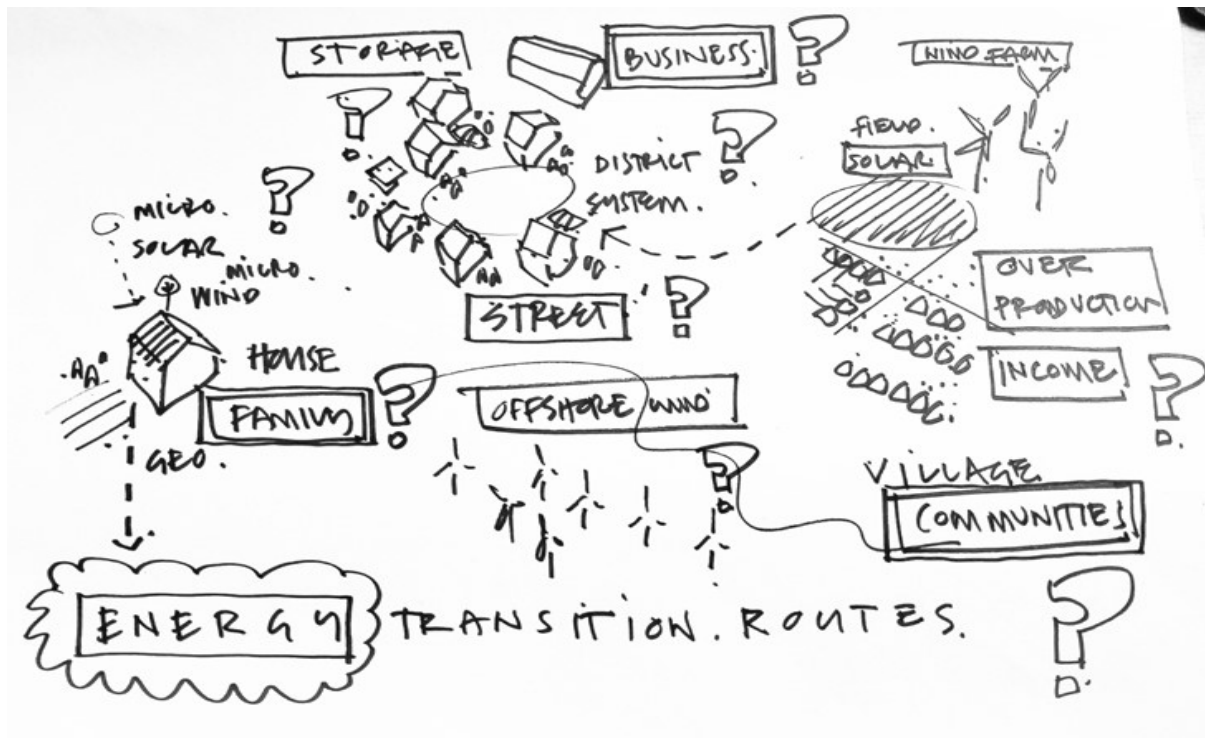 STORAGE
BUSINESS.
?
WIND FARM
?
FIELD.
SOLAR.
DISTRICT
SYSTEM.
?
MICRO.
SOLAR
?
MICRO.
WIND
OVER
PRODUCTION
STREET
?
HOUSE
FAMILY
?
INCOME
?
OFFSHORE WIND
?
GEO.
VILLAGE
COMMUNITIES
?
ENERGY TRANSITION. ROUTES.